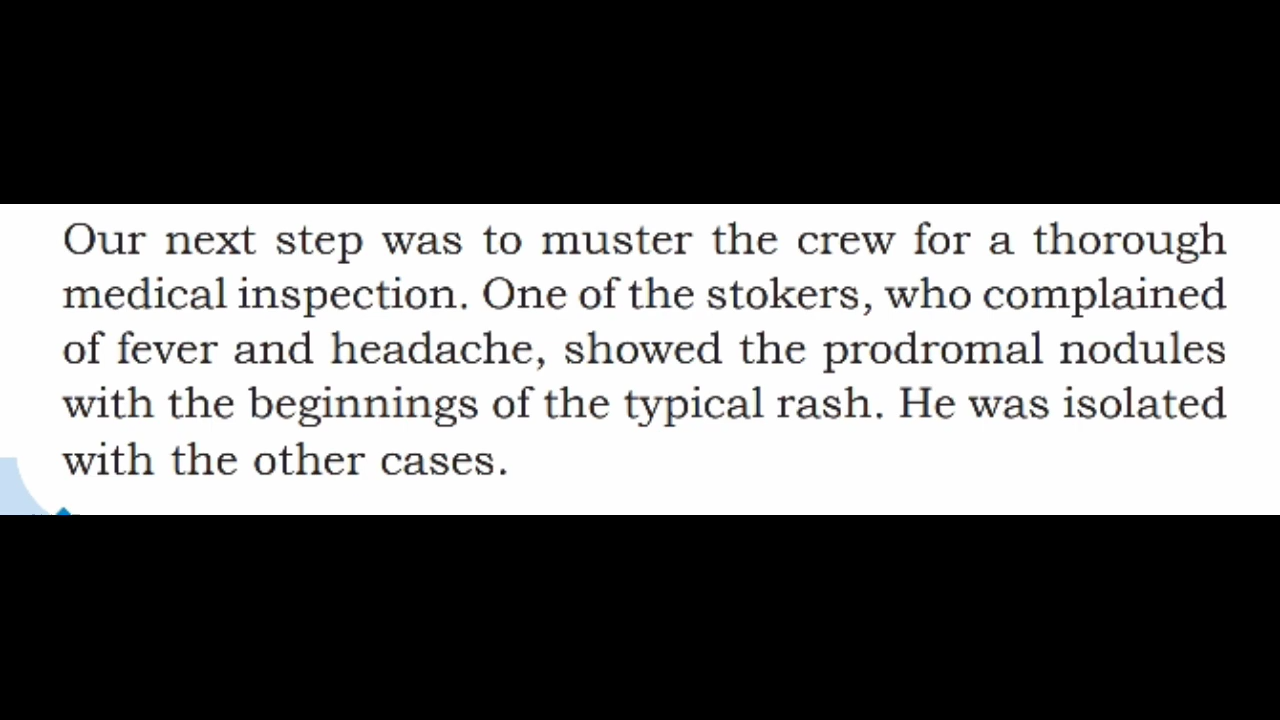 Our next step was to muster the crew for a thorough
medical inspection. One of the stokers, who complained
of fever and headache, showed the prodromal nodules
with the beginnings of the typical rash. He was isolated
with the other cases.